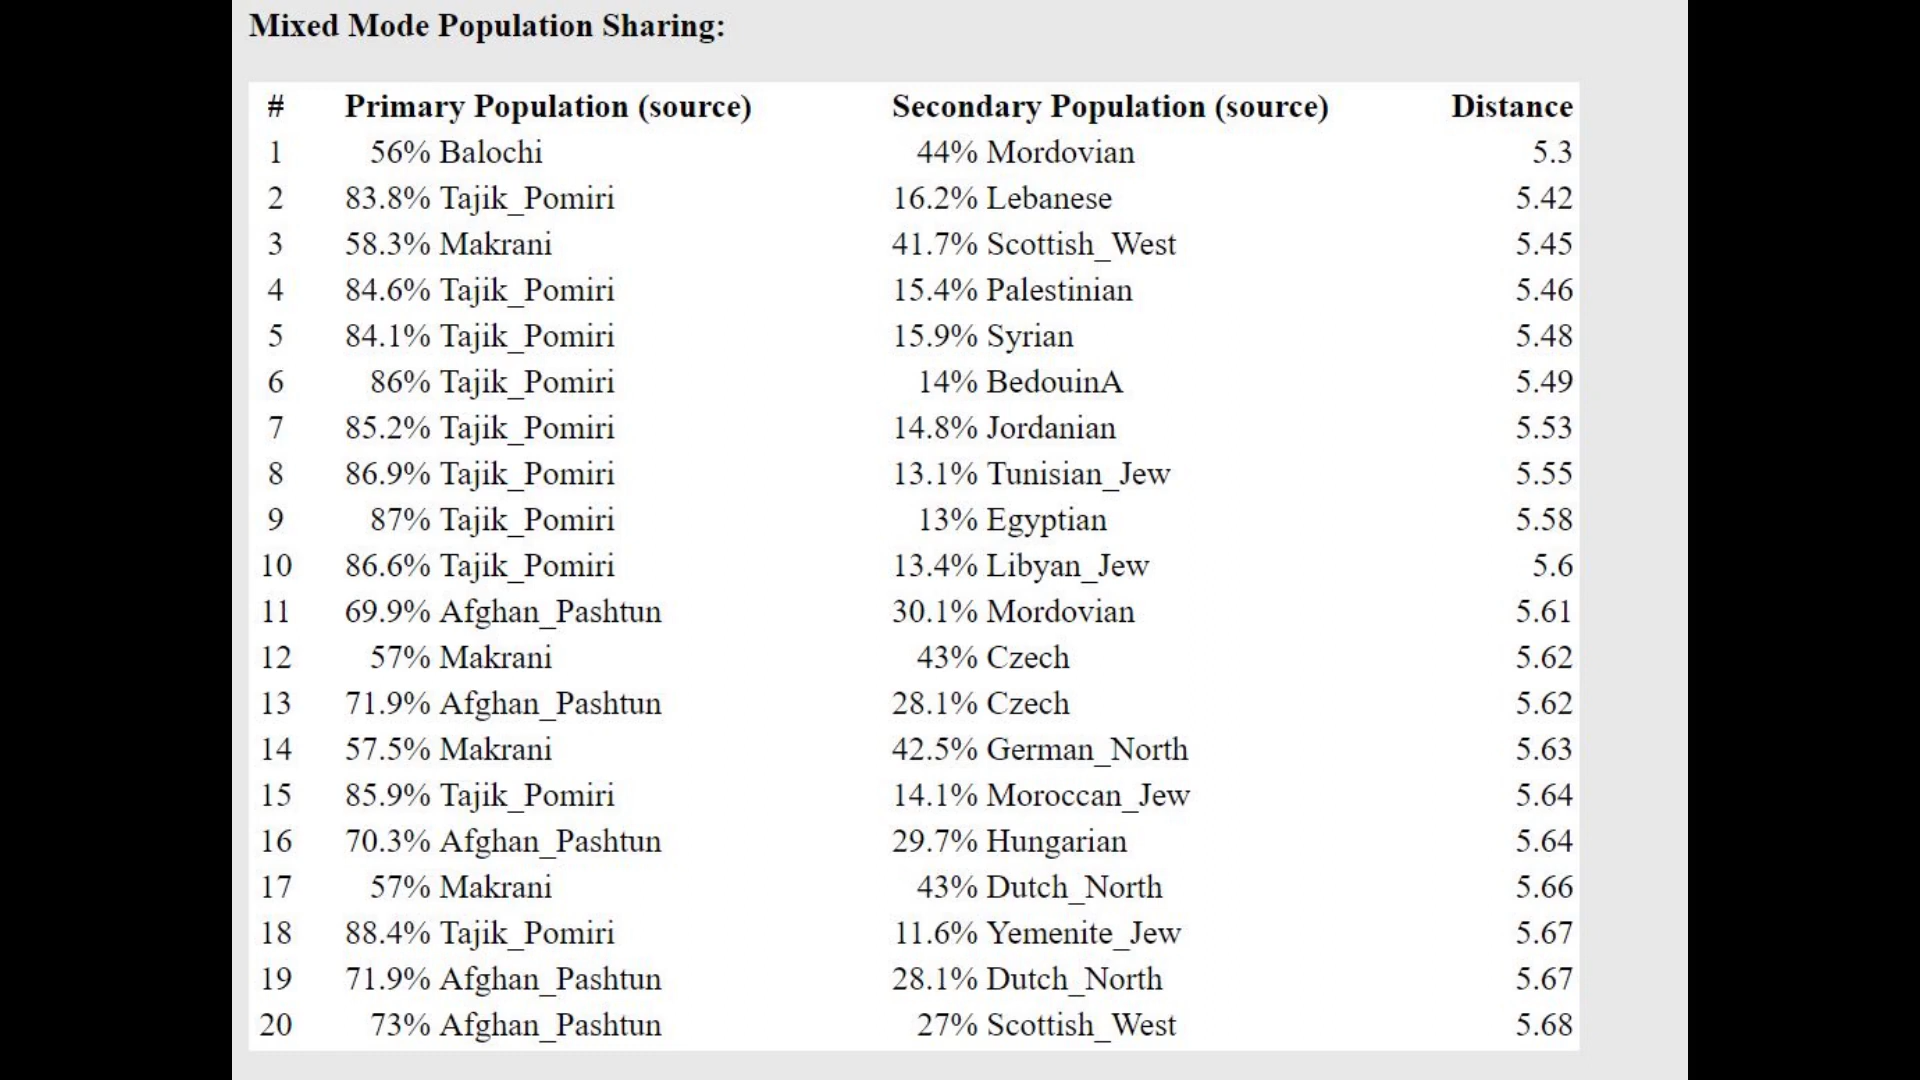 Mixed Mode Population Sharing:
# Primary Population (source) Secondary Population (source) Distance
1 56% Balochi 44% Mordovian 5.3
2 83.8% Tajik_Pomiri 16.2% Lebanese 5.42
3 58.3% Makrani 41.7% Scottish_West 5.45
4 84.6% Tajik_Pomiri 15.4% Palestinian 5.46
5 84.1% Tajik_Pomiri 15.9% Syrian 5.48
6 86% Tajik_Pomiri 14% BedouinA 5.49
7 85.2% Tajik_Pomiri 14.8% Jordanian 5.53
8 86.9% Tajik_Pomiri 13.1% Tunisian_Jew 5.55
9 87% Tajik_Pomiri 13% Egyptian 5.58
10 86.6% Tajik_Pomiri 13.4% Libyan_Jew 5.6
11 69.9% Afghan_Pashtun 30.1% Mordovian 5.61
12 57% Makrani 43% Czech 5.62
13 71.9% Afghan_Pashtun 28.1% Czech 5.62
14 57.5% Makrani 42.5% German_North 5.63
15 85.9% Tajik_Pomiri 14.1% Moroccan_Jew 5.64
16 70.3% Afghan_Pashtun 29.7% Hungarian 5.64
17 57% Makrani 43% Dutch_North 5.66
18 88.4% Tajik_Pomiri 11.6% Yemenite_Jew 5.67
19 71.9% Afghan_Pashtun 28.1% Dutch_North 5.67
20 73% Afghan_Pashtun 27% Scottish_West 5.68